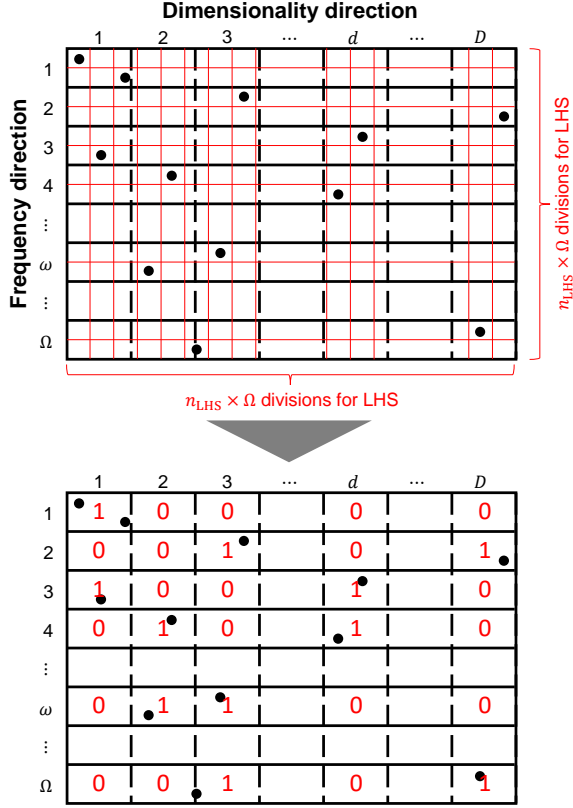 Dimensionality direction
1 2 3 ⋯ d ⋯ D
Frequency direction
1
2
3
4
⋮
ω
⋮
Ω
n_LHS × Ω divisions for LHS
n_LHS × Ω divisions for LHS
1 2 3 ⋯ d ⋯ D
1 1 0 0 0 0
2 0 0 1 0 1
3 1 0 0 1 0
4 0 1 0 1 0
⋮
ω 0 1 1 0 0
⋮
Ω 0 0 1 0 1